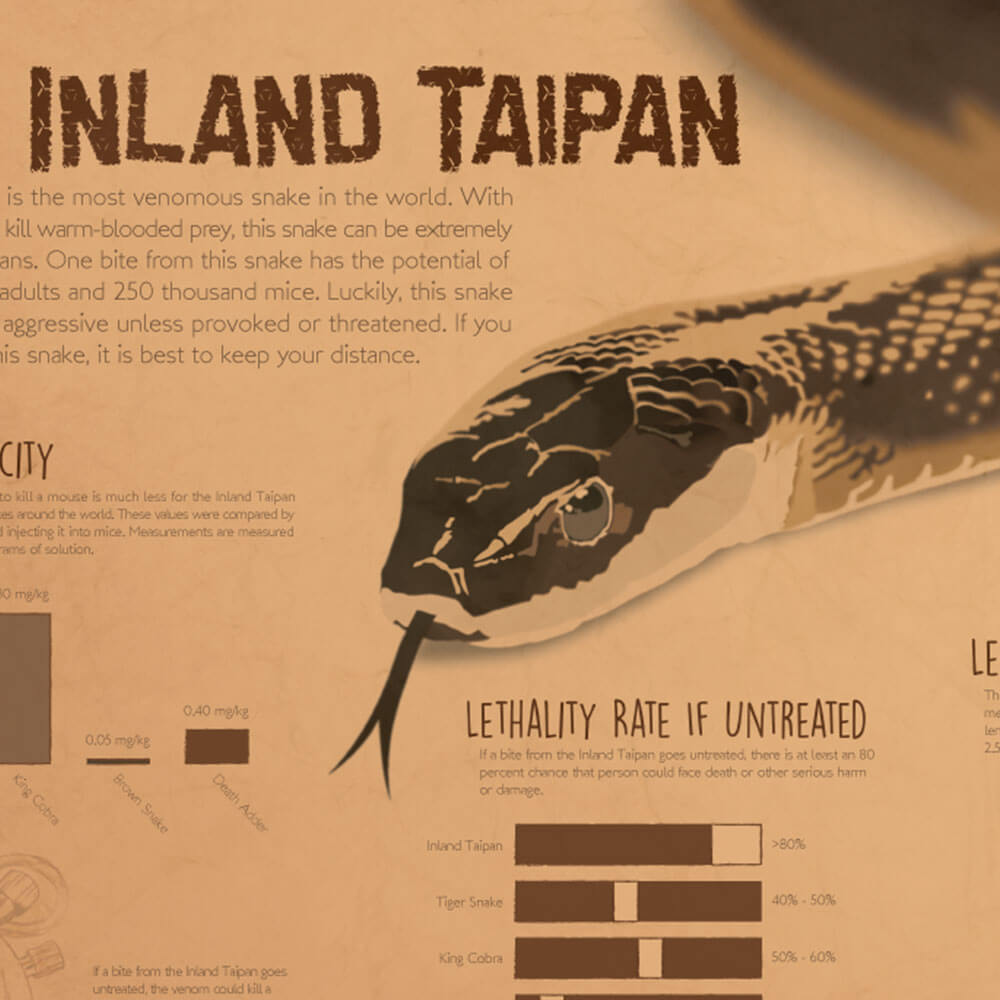 INLAND TAIPAN
is the most venomous snake in the world. With
kill warm-blooded prey, this snake can be extremely
ans. One bite from this snake has the potential of
adults and 250 thousand mice. Luckily, this snake
aggressive unless provoked or threatened. If you
his snake, it is best to keep your distance.
CITY
to kill a mouse is much less for the Inland Taipan
kes around the world. These values were compared by
d injecting it into mice. Measurements are measured
rams of solution.
80 mg/kg
0.05 mg/kg
0.40 mg/kg
King Cobra
Brown Snake
Death Adder
If a bite from the Inland Taipan goes
untreated, the venom could kill a
LETHALITY RATE IF UNTREATED
If a bite from the Inland Taipan goes untreated, there is at least an 80
percent chance that person could face death or other serious harm
or damage.
Inland Taipan >80%
Tiger Snake 40% - 50%
King Cobra 50% - 60%
LE
Th
me
len
2.5